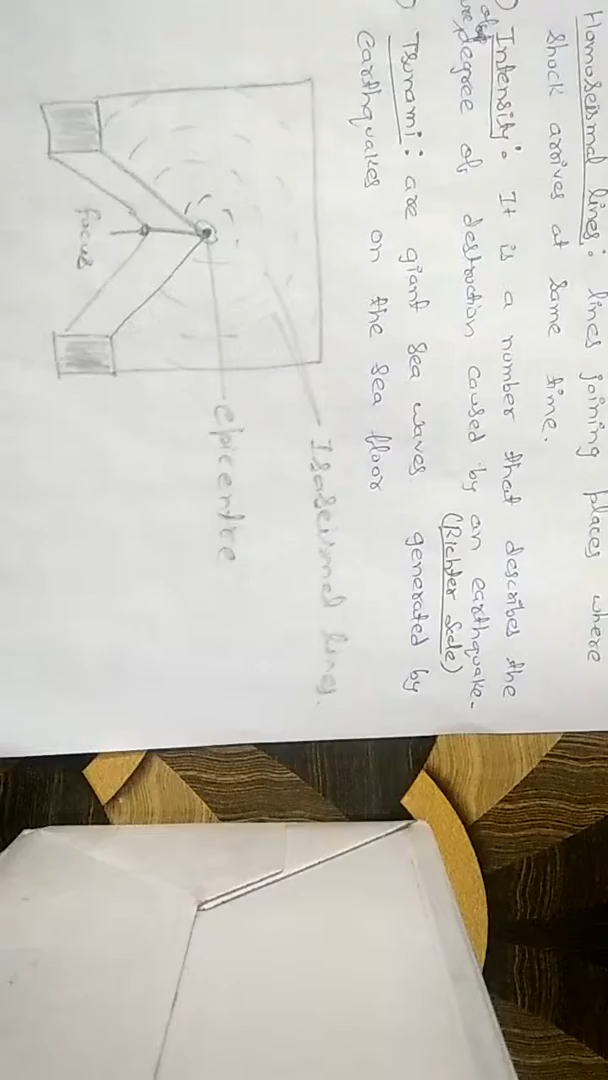 Homoseismal lines: lines joining places where
shock arrives at same time.
Intensity: It is a number that describes the
degree of destruction caused by an earthquake.
(Richter Scale)
Tsunami: are giant sea waves generated by
earthquakes on the sea floor
Isoseismal lines.
epicentre
focus